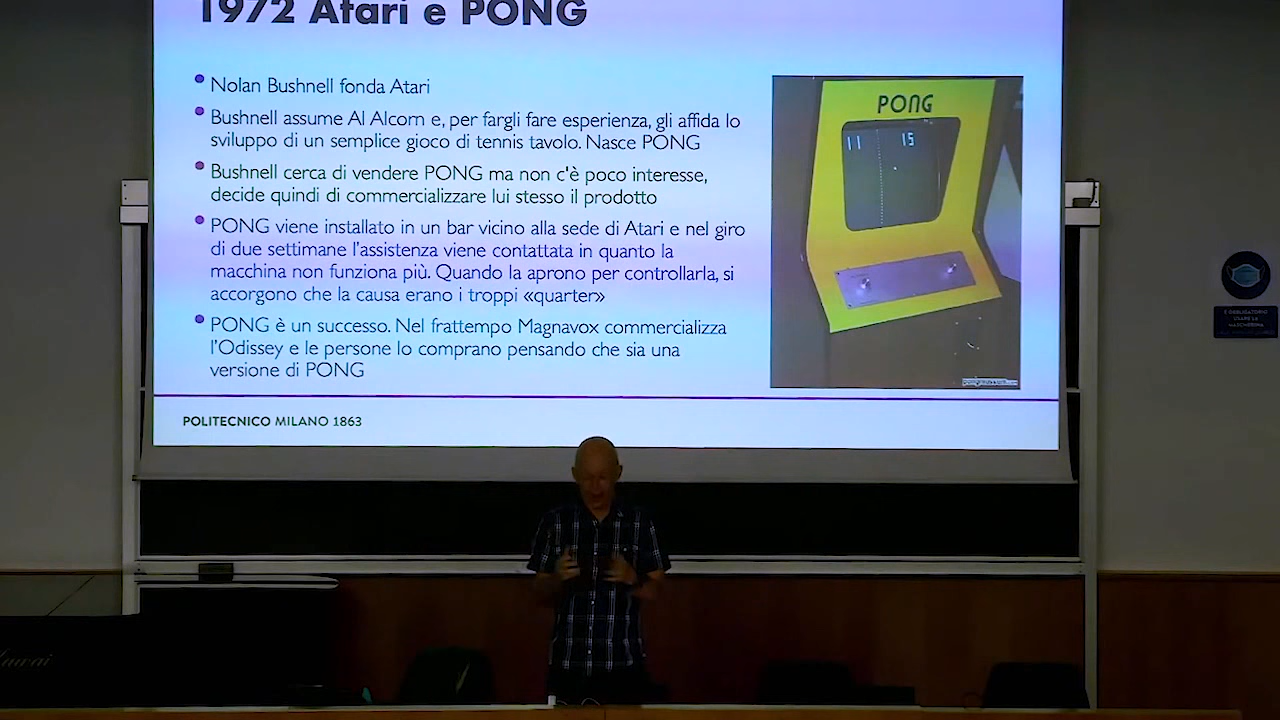 1972 Atari e PONG
• Nolan Bushnell fonda Atari
• Bushnell assume Al Alcorn e, per fargli fare esperienza, gli affida lo
sviluppo di un semplice gioco di tennis tavolo. Nasce PONG
• Bushnell cerca di vendere PONG ma non c'è poco interesse,
decide quindi di commercializzare lui stesso il prodotto
• PONG viene installato in un bar vicino alla sede di Atari e nel giro
di due settimane l'assistenza viene contattata in quanto la
macchina non funziona più. Quando la aprono per controllarla, si
accorgono che la causa erano i troppi «quarter»
• PONG è un successo. Nel frattempo Magnavox commercializza
l'Odissey e le persone lo comprano pensando che sia una
versione di PONG
PONG
11 15
POLITECNICO MILANO 1863
È OBBLIGATORIO
USARE LA
MASCHERINA